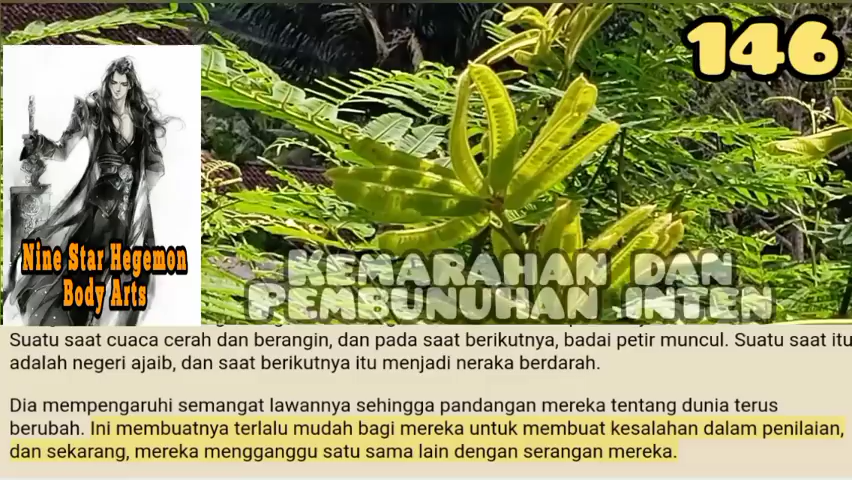 146
Nine Star Hegemon
Body Arts
KEMARAHAN DAN
PEMBUNUHAN INTEN
Suatu saat cuaca cerah dan berangin, dan pada saat berikutnya, badai petir muncul. Suatu saat itu
adalah negeri ajaib, dan saat berikutnya itu menjadi neraka berdarah.
Dia mempengaruhi semangat lawannya sehingga pandangan mereka tentang dunia terus
berubah. Ini membuatnya terlalu mudah bagi mereka untuk membuat kesalahan dalam penilaian,
dan sekarang, mereka mengganggu satu sama lain dengan serangan mereka.